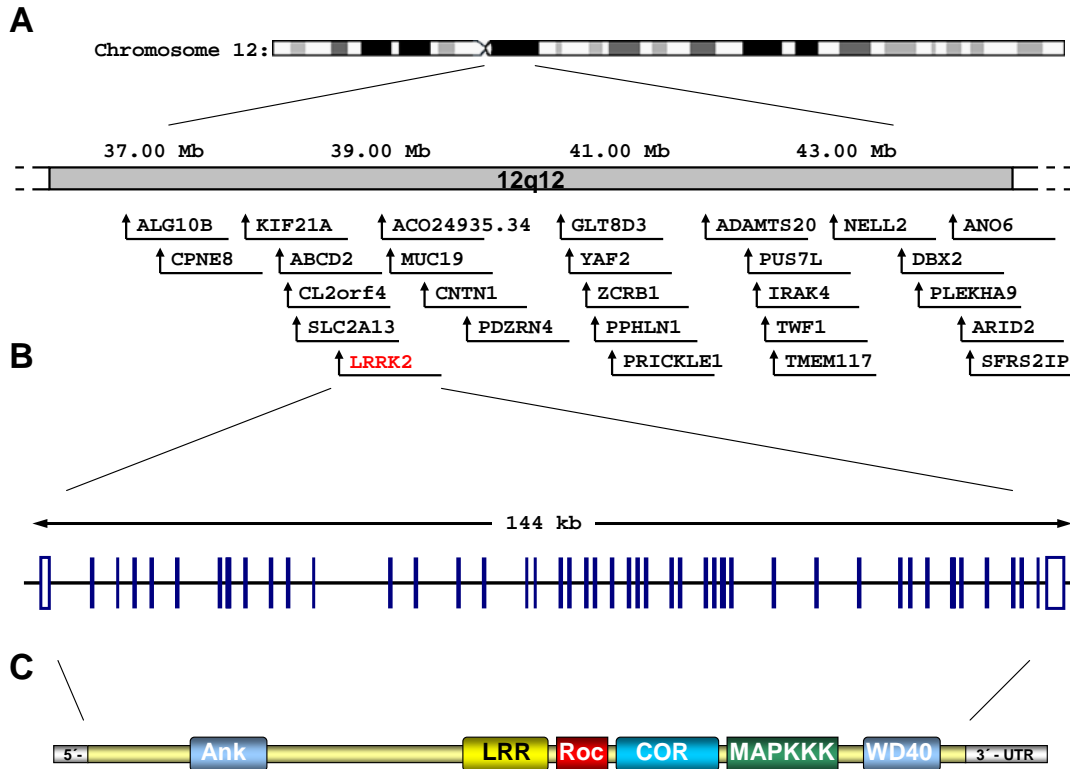 A
Chromosome 12:
37.00 Mb 39.00 Mb 41.00 Mb 43.00 Mb
12q12
ALG10B KIF21A ACO24935.34 GLT8D3 ADAMTS20 NELL2 ANO6
CPNE8 ABCD2 MUC19 YAF2 PUS7L DBX2
CL2orf4 CNTN1 ZCRB1 IRAK4 PLEKHA9
SLC2A13 PDZRN4 PPHLN1 TWF1 ARID2
B
LRRK2 PRICKLE1 TMEM117 SFRS2IP
144 kb
C
5´- Ank LRR Roc COR MAPKKK WD40 3´- UTR